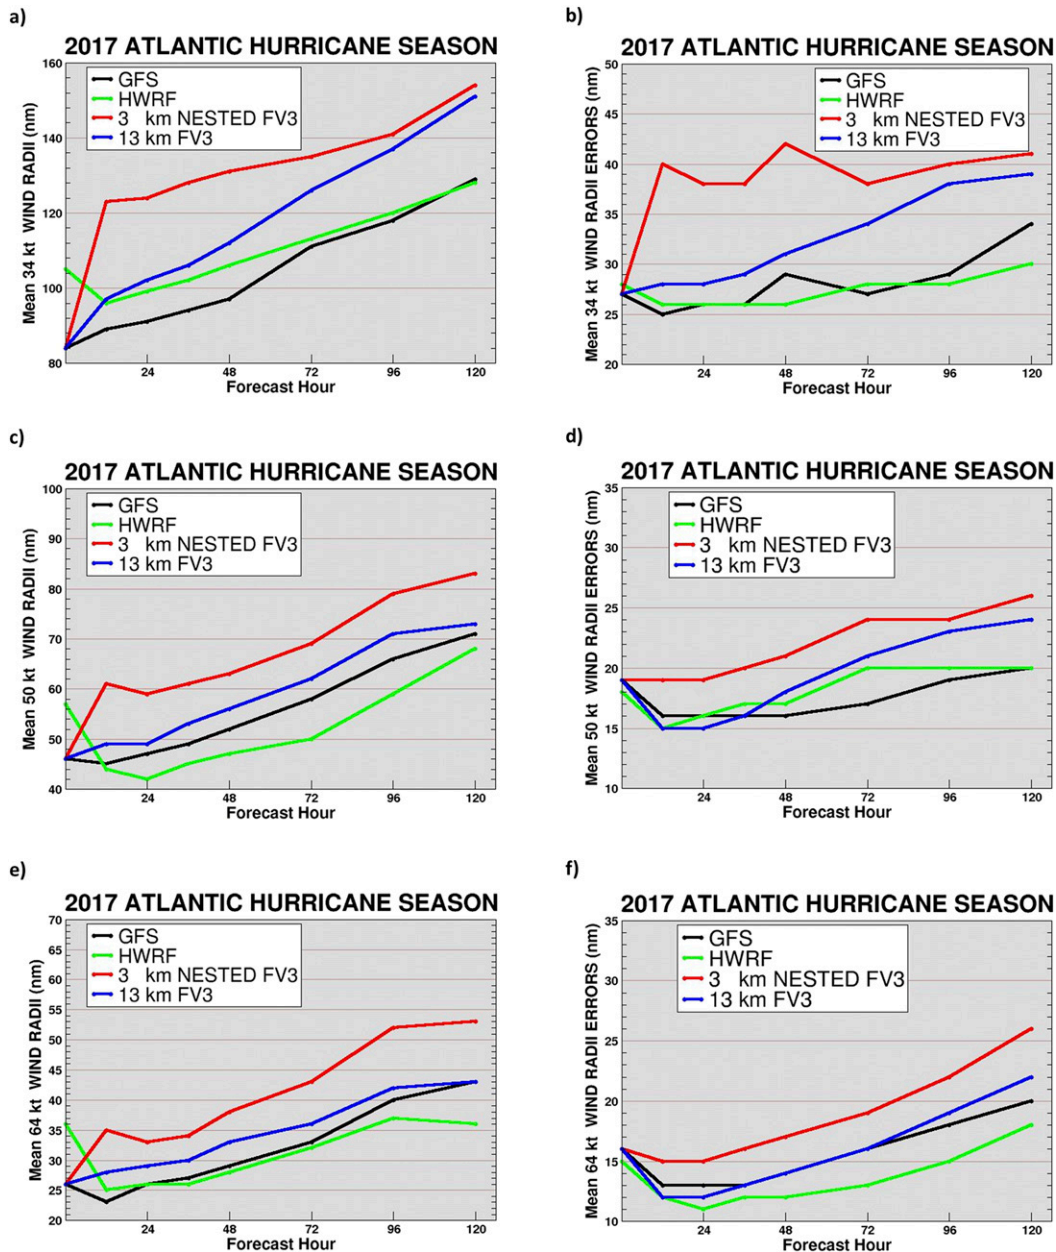 a)
2017 ATLANTIC HURRICANE SEASON
Mean 34 kt WIND RADII (nm)
160
140
120
100
80
GFS
HWRF
3 km NESTED FV3
13 km FV3
24 48 72 96 120
Forecast Hour
b)
2017 ATLANTIC HURRICANE SEASON
Mean 34 kt WIND RADII ERRORS (nm)
50
45
40
35
30
25
20
GFS
HWRF
3 km NESTED FV3
13 km FV3
24 48 72 96 120
Forecast Hour
c)
2017 ATLANTIC HURRICANE SEASON
Mean 50 kt WIND RADII (nm)
100
90
80
70
60
50
40
GFS
HWRF
3 km NESTED FV3
13 km FV3
24 48 72 96 120
Forecast Hour
d)
2017 ATLANTIC HURRICANE SEASON
Mean 50 kt WIND RADII ERRORS (nm)
35
30
25
20
15
10
GFS
HWRF
3 km NESTED FV3
13 km FV3
24 48 72 96 120
Forecast Hour
e)
2017 ATLANTIC HURRICANE SEASON
Mean 64 kt WIND RADII (nm)
70
65
60
55
50
45
40
35
30
25
20
GFS
HWRF
3 km NESTED FV3
13 km FV3
24 48 72 96 120
Forecast Hour
f)
2017 ATLANTIC HURRICANE SEASON
Mean 64 kt WIND RADII ERRORS (nm)
35
30
25
20
15
10
GFS
HWRF
3 km NESTED FV3
13 km FV3
24 48 72 96 120
Forecast Hour